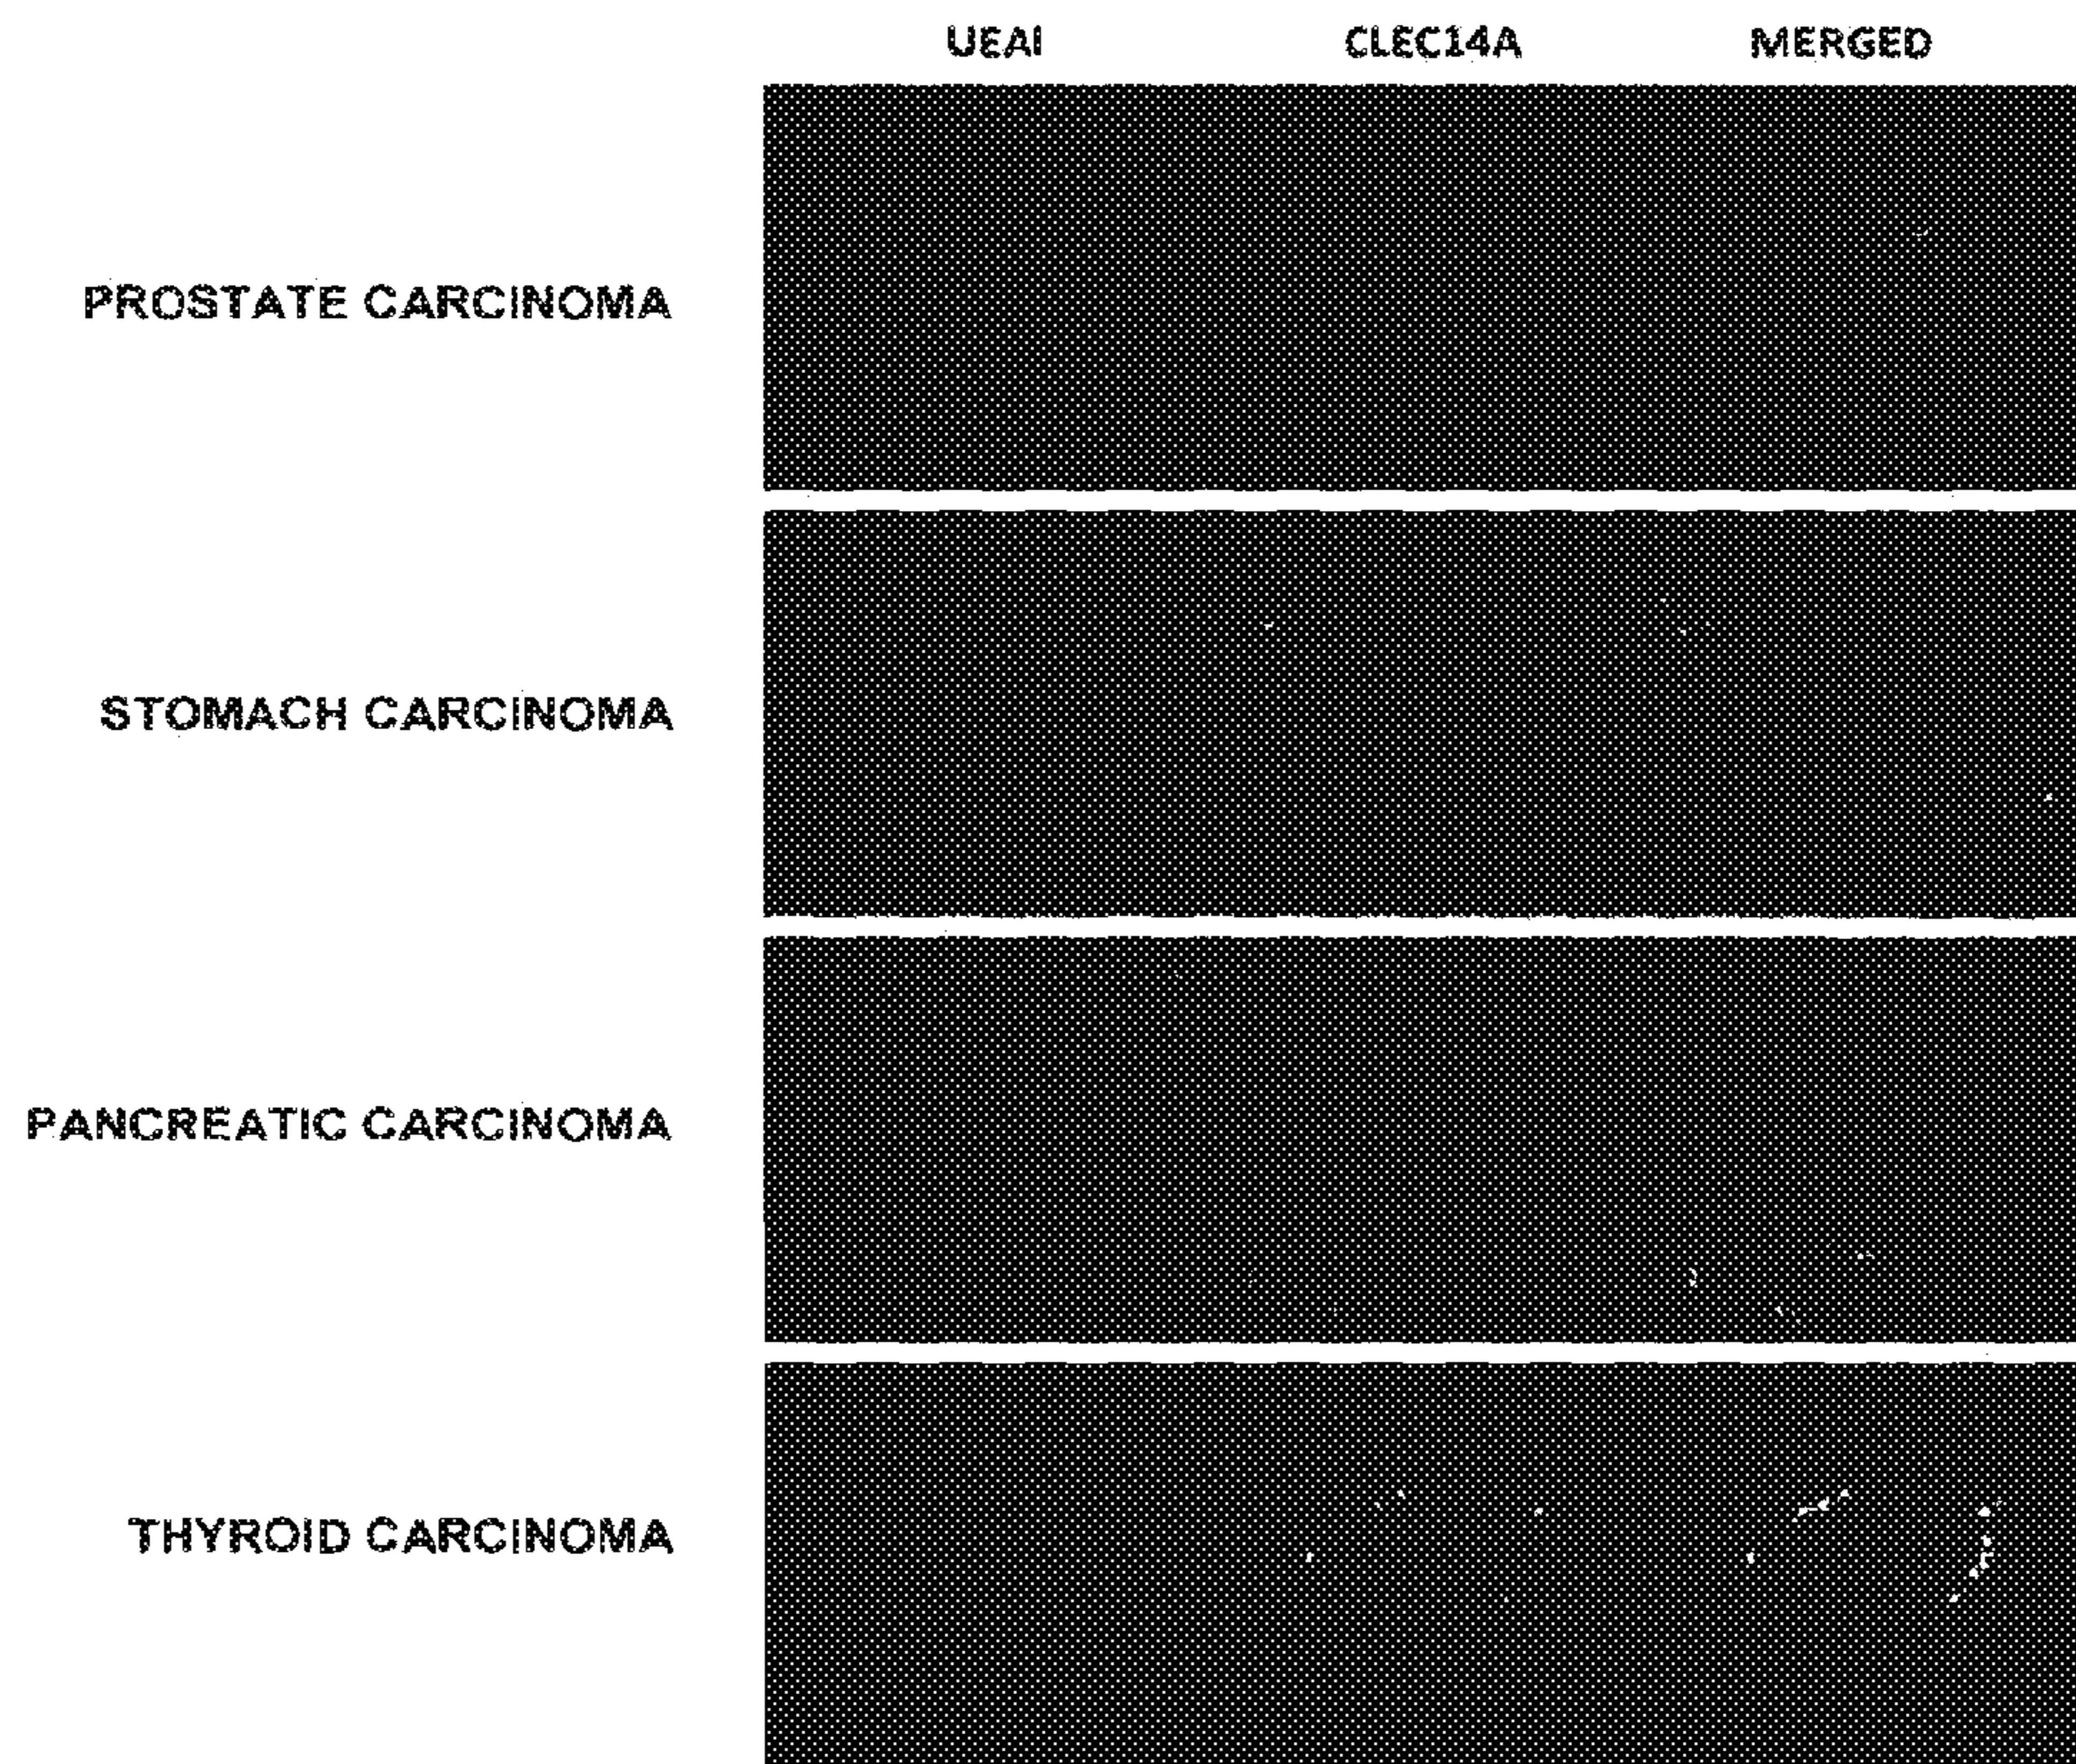 UEAI CLEC14A MERGED
PROSTATE CARCINOMA
STOMACH CARCINOMA
PANCREATIC CARCINOMA
THYROID CARCINOMA